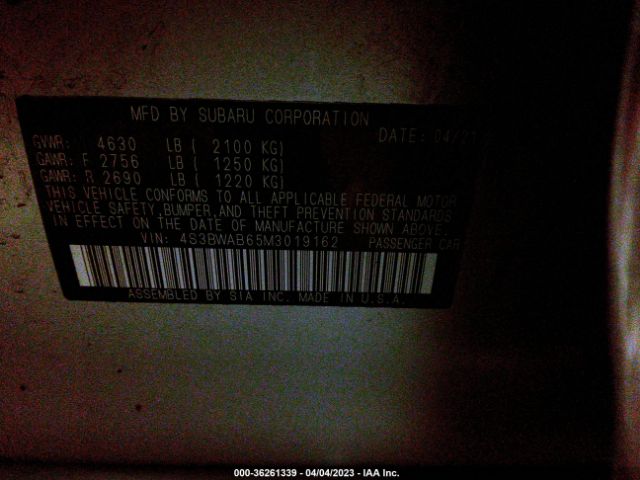 MFD BY SUBARU CORPORATION
DATE: 04/21
GVWR: 4630 LB ( 2100 KG)
GAWR: F 2756 LB ( 1250 KG)
GAWR: R 2690 LB ( 1220 KG)
THIS VEHICLE CONFORMS TO ALL APPLICABLE FEDERAL MOTOR
VEHICLE SAFETY, BUMPER, AND THEFT PREVENTION STANDARDS
IN EFFECT ON THE DATE OF MANUFACTURE SHOWN ABOVE.
VIN: 4S3BWAB65M3019162 PASSENGER CAR
ASSEMBLED BY SIA INC. MADE IN U.S.A.
000-36261339 - 04/04/2023 - IAA Inc.